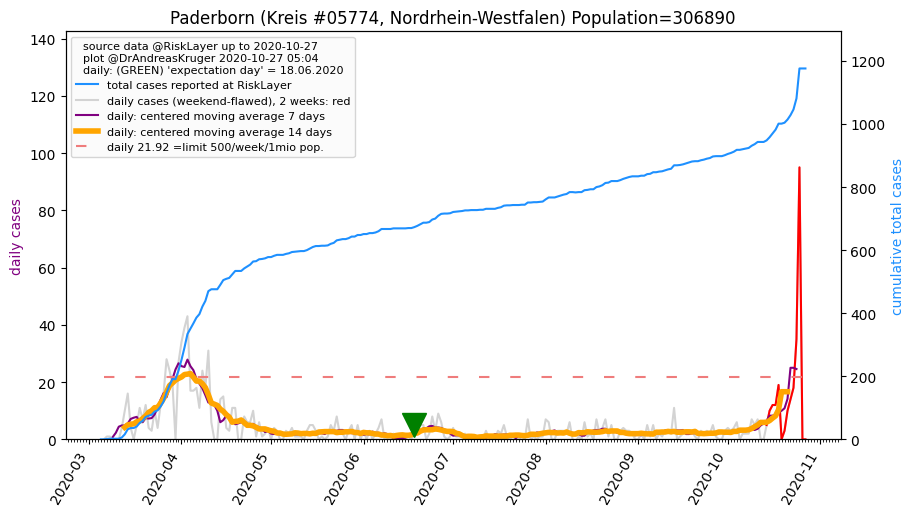 Paderborn (Kreis #05774, Nordrhein-Westfalen) Population=306890
source data @RiskLayer up to 2020-10-27
plot @DrAndreasKruger 2020-10-27 05:04
daily: (GREEN) 'expectation day' = 18.06.2020
total cases reported at RiskLayer
daily cases (weekend-flawed), 2 weeks: red
daily: centered moving average 7 days
daily: centered moving average 14 days
daily 21.92 =limit 500/week/1mio pop.
daily cases
140
120
100
80
60
40
20
0
cumulative total cases
1200
1000
800
600
400
200
0
2020-03
2020-04
2020-05
2020-06
2020-07
2020-08
2020-09
2020-10
2020-11